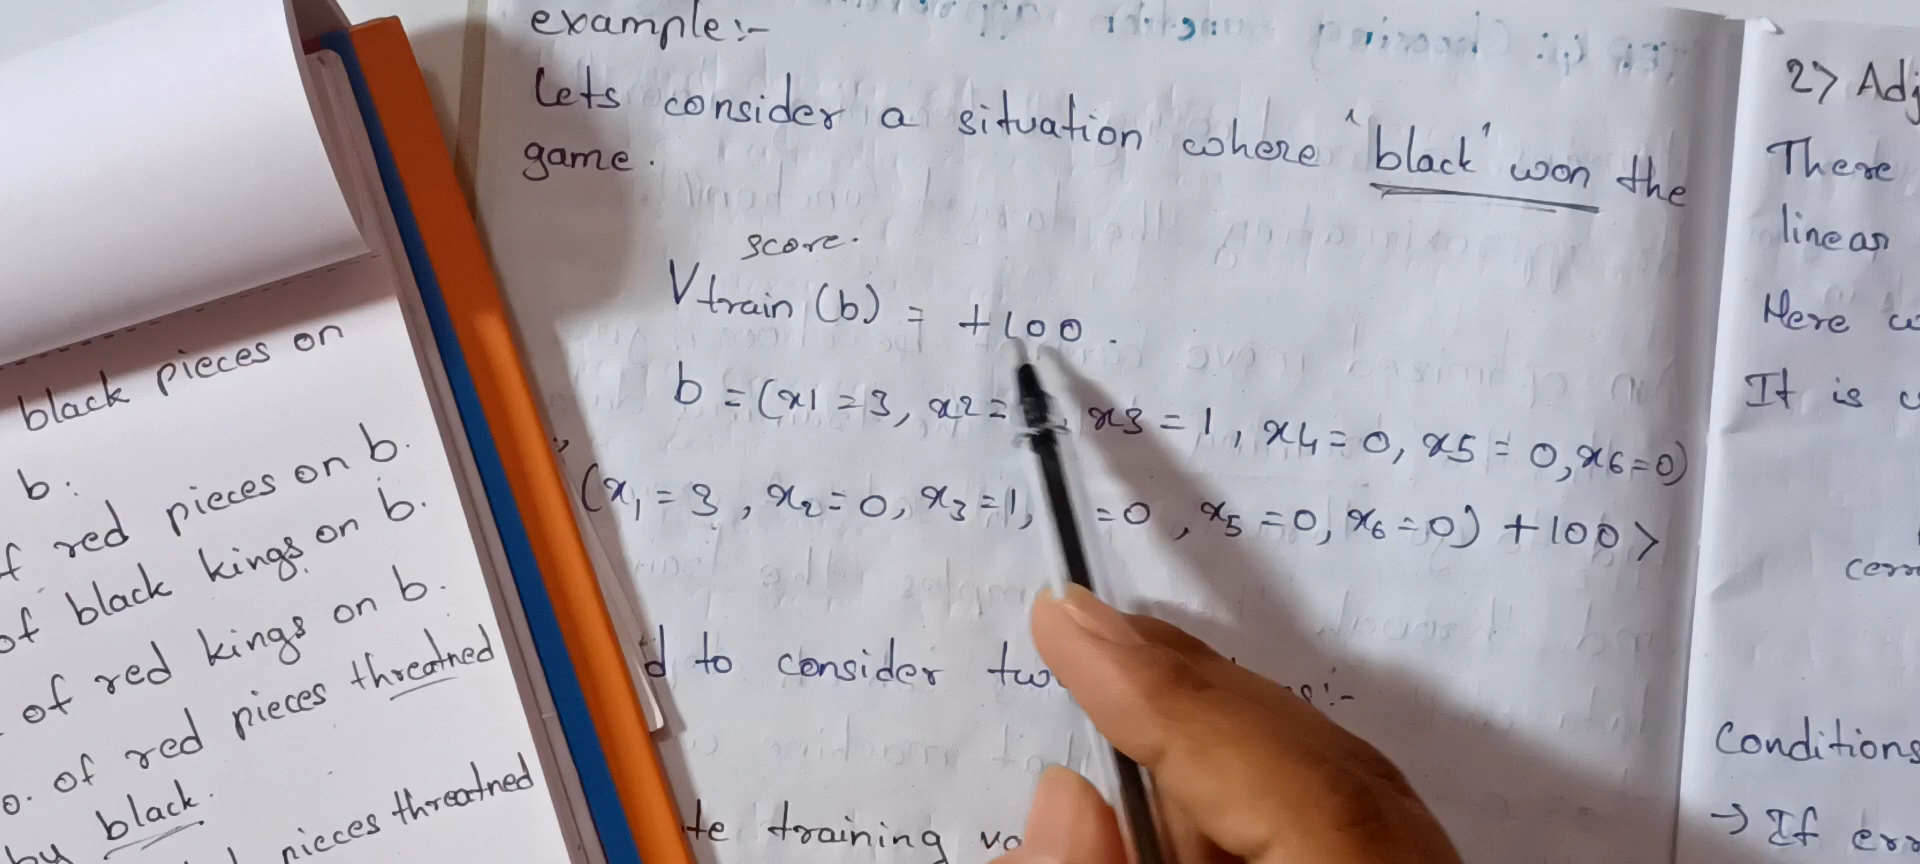 black pieces on
b.
red pieces on b.
of black kings on b.
of red kings on b.
of red pieces threatned
by black.
pieces threatned
example:-
lets consider a situation where 'black' won the
game.
score.
Vtrain (b) = +100.
b = (x1 = 3, x2 = , x3 = 1, x4 = 0, x5 = 0, x6 = 0)
(x1 = 3, x2 = 0, x3 = 1, = 0, x5 = 0, x6 = 0) +100>
to consider
training
2> Adj
There
linear
Here
It is
Conditions
→ If